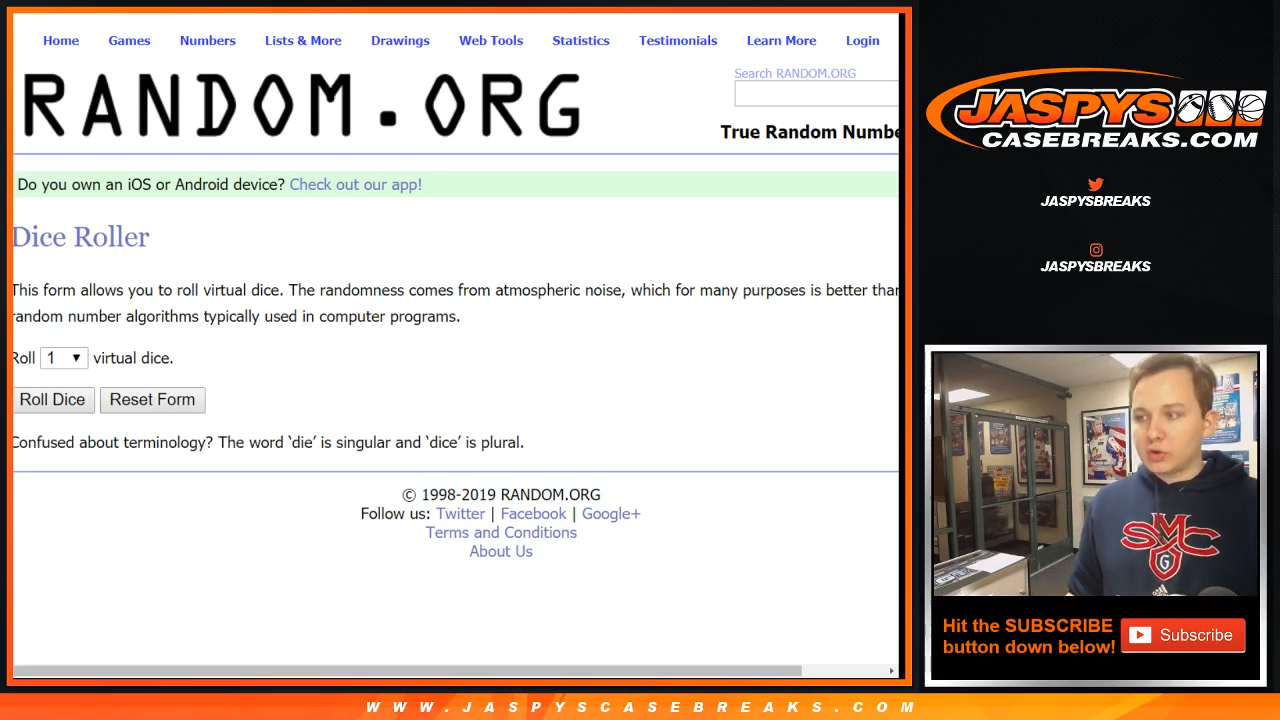 Home Games Numbers Lists & More Drawings Web Tools Statistics Testimonials Learn More Login
RANDOM.ORG
Search RANDOM.ORG
True Random Numbe
Do you own an iOS or Android device? Check out our app!
Dice Roller
This form allows you to roll virtual dice. The randomness comes from atmospheric noise, which for many purposes is better than
random number algorithms typically used in computer programs.
Roll 1 virtual dice.
Roll Dice Reset Form
Confused about terminology? The word ‘die’ is singular and ‘dice’ is plural.
© 1998-2019 RANDOM.ORG
Follow us: Twitter | Facebook | Google+
Terms and Conditions
About Us
JASPYS
CASEBREAKS.COM
JASPYSBREAKS
JASPYSBREAKS
SMC
G
Hit the SUBSCRIBE
button down below!
Subscribe
WWW.JASPYSCASEBREAKS.COM